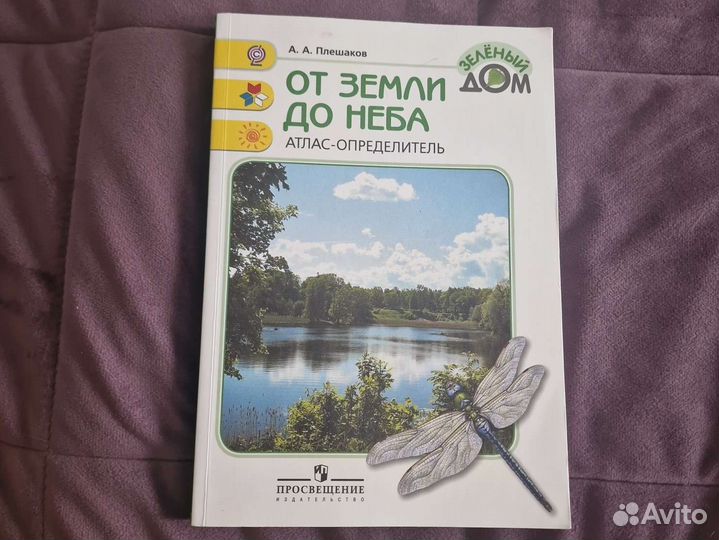 А. А. Плешаков
ЗЕЛЁНЫЙ
ДОМ
ОТ ЗЕМЛИ
ДО НЕБА
АТЛАС-ОПРЕДЕЛИТЕЛЬ
ПРОСВЕЩЕНИЕ
ИЗДАТЕЛЬСТВО
Avito